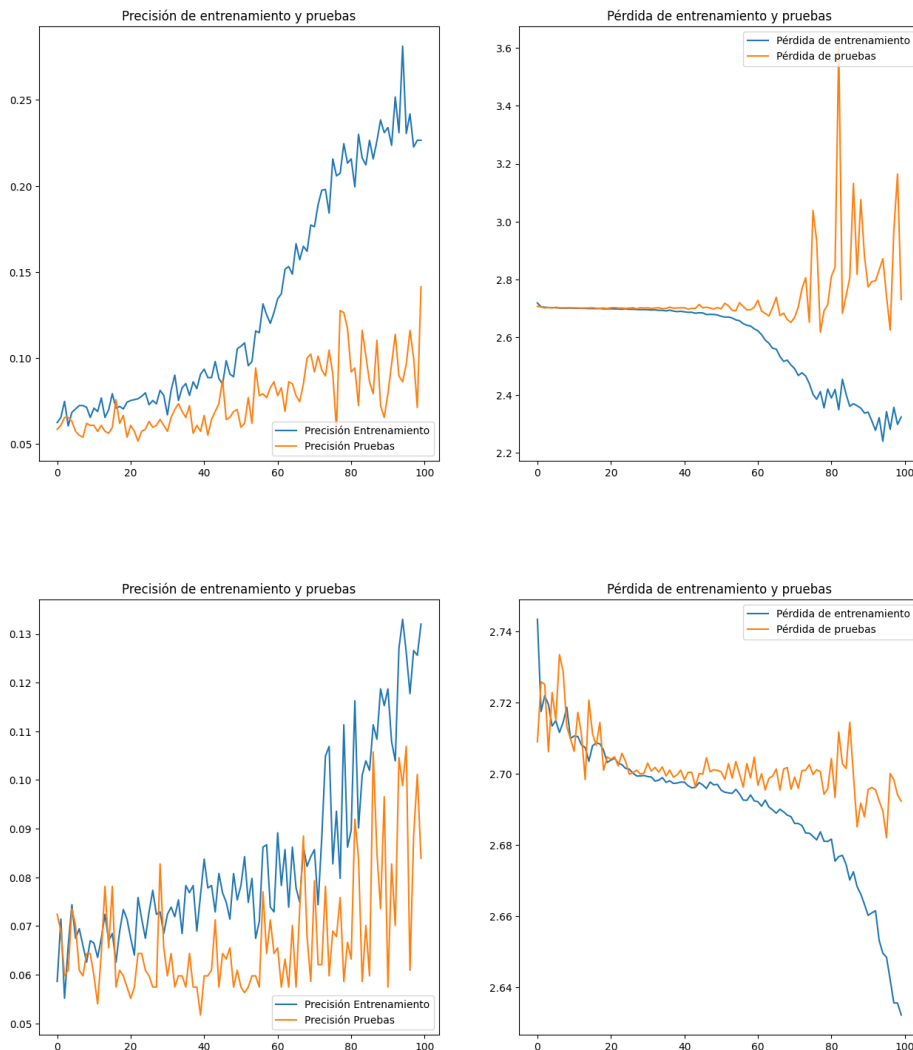 Precisión de entrenamiento y pruebas
0.25
0.20
0.15
0.10
0.05
Precisión Entrenamiento
Precisión Pruebas
0 20 40 60 80 100
Pérdida de entrenamiento y pruebas
3.6
3.4
3.2
3.0
2.8
2.6
2.4
2.2
Pérdida de entrenamiento
Pérdida de pruebas
0 20 40 60 80 100
Precisión de entrenamiento y pruebas
0.13
0.12
0.11
0.10
0.09
0.08
0.07
0.06
0.05
Precisión Entrenamiento
Precisión Pruebas
0 20 40 60 80 100
Pérdida de entrenamiento y pruebas
2.74
2.72
2.70
2.68
2.66
2.64
Pérdida de entrenamiento
Pérdida de pruebas
0 20 40 60 80 100